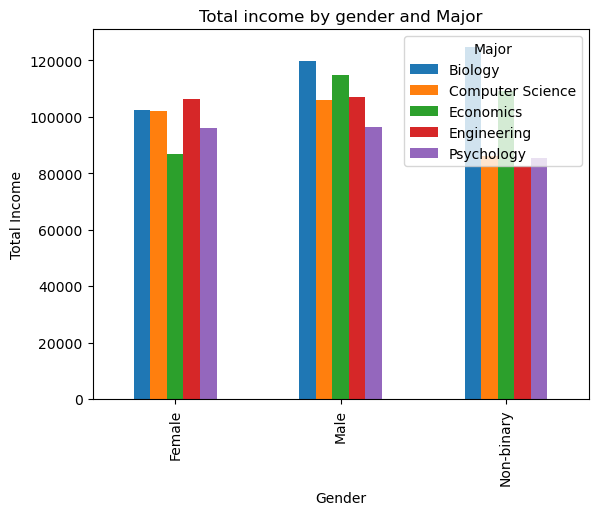 Total income by gender and Major
Total Income
120000
100000
80000
60000
40000
20000
0
Major
Biology
Computer Science
Economics
Engineering
Psychology
Female
Male
Non-binary
Gender